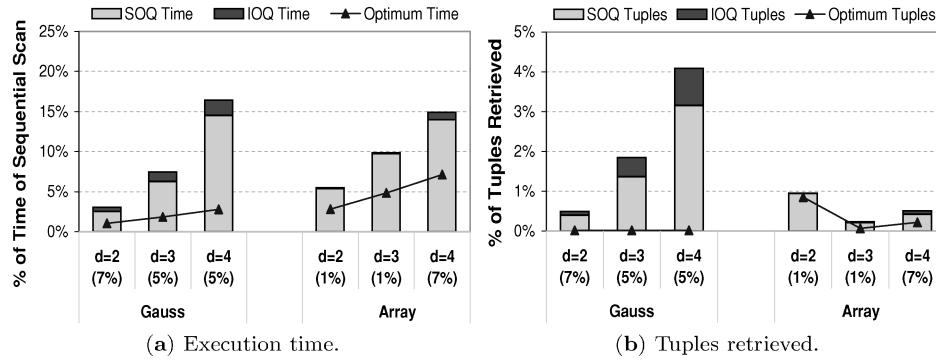 SOQ Time IOQ Time Optimum Time
% of Time of Sequential Scan
25%
20%
15%
10%
5%
0%
d=2 d=3 d=4 d=2 d=3 d=4
(7%) (5%) (5%) (1%) (1%) (7%)
Gauss Array
(a) Execution time.
SOQ Tuples IOQ Tuples Optimum Tuples
% of Tuples Retrieved
5%
4%
3%
2%
1%
0%
d=2 d=3 d=4 d=2 d=3 d=4
(7%) (5%) (5%) (1%) (1%) (7%)
Gauss Array
(b) Tuples retrieved.